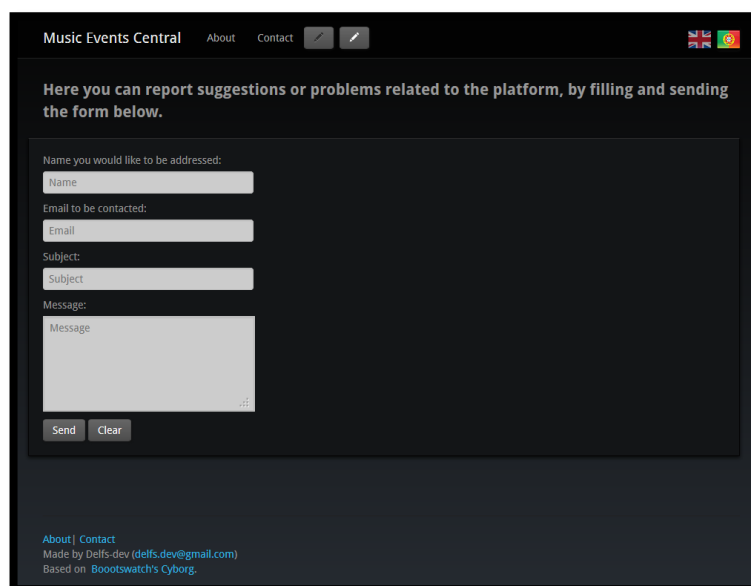 Music Events Central About Contact
Here you can report suggestions or problems related to the platform, by filling and sending
the form below.
Name you would like to be addressed:
Name
Email to be contacted:
Email
Subject:
Subject
Message:
Message
Send Clear
About| Contact
Made by Delfs-dev (delfs.dev@gmail.com)
Based on Boootswatch's Cyborg.